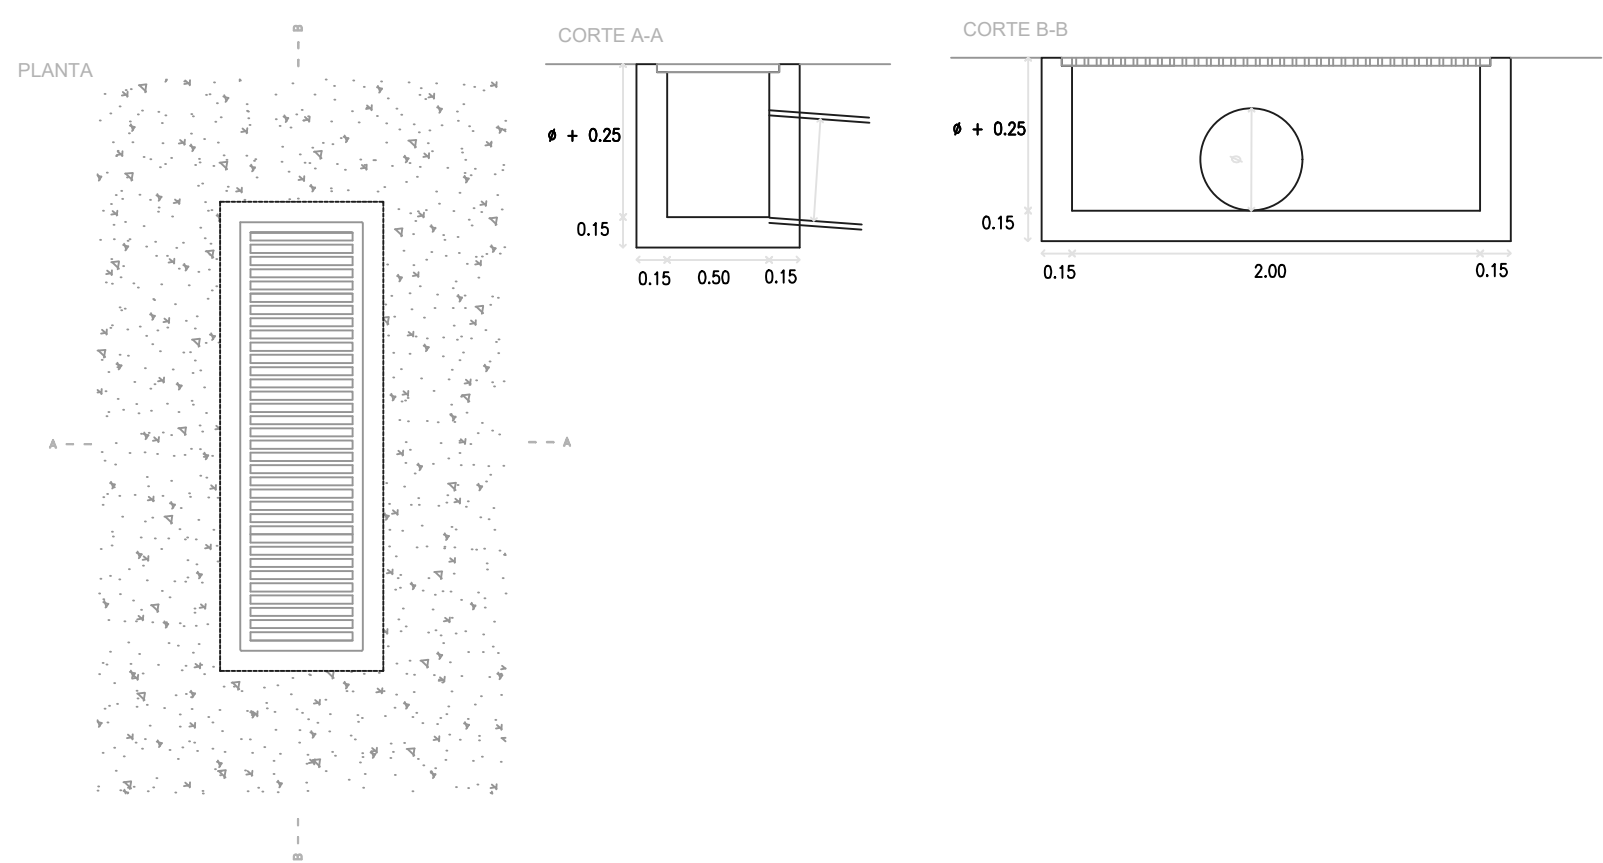 B
PLANTA
CORTE A-A
CORTE B-B
ø + 0.25
0.15
0.15 0.50 0.15
ø + 0.25
ø
0.15
0.15 2.00 0.15
A
A
B